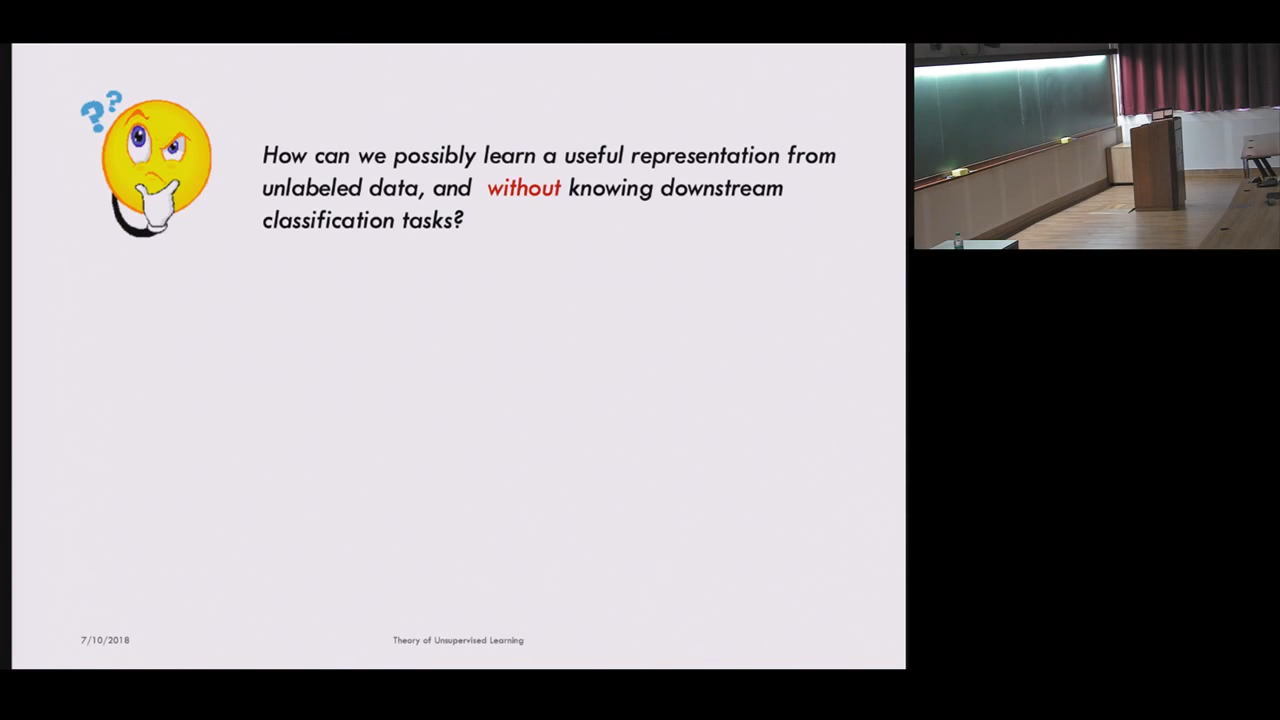 ??
How can we possibly learn a useful representation from
unlabeled data, and without knowing downstream
classification tasks?
7/10/2018
Theory of Unsupervised Learning